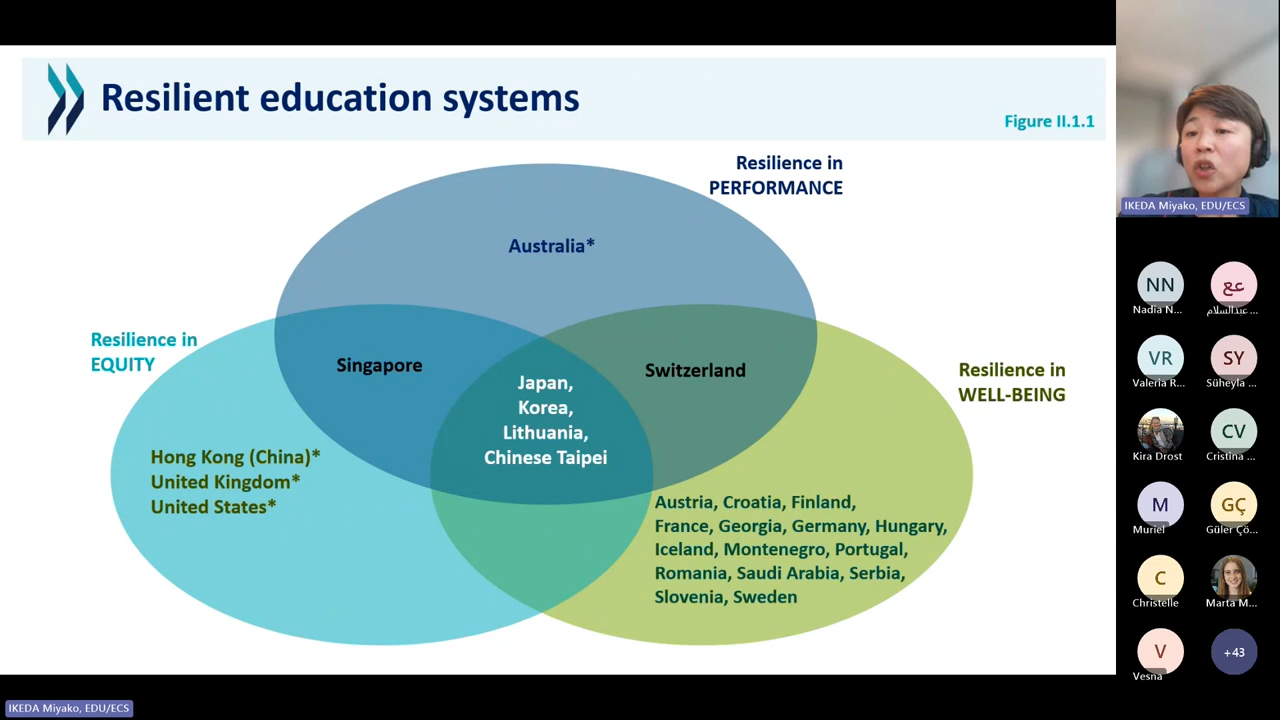 Resilient education systems
Figure II.1.1
Resilience in
PERFORMANCE
Australia*
Resilience in
EQUITY
Singapore
Switzerland
Resilience in
WELL-BEING
Japan,
Korea,
Lithuania,
Chinese Taipei
Hong Kong (China)*
United Kingdom*
United States*
Austria, Croatia, Finland,
France, Georgia, Germany, Hungary,
Iceland, Montenegro, Portugal,
Romania, Saudi Arabia, Serbia,
Slovenia, Sweden
IKEDA Miyako, EDU/ECS
NN
عع
Nadia N...
عبدالسلام ...
VR
SY
Valeria R...
Süheyla ...
CV
Kira Drost
Cristina ...
M
GÇ
Muriel
Güler Çö...
C
Christelle
Marta M...
V
+43
Vesna
IKEDA Miyako, EDU/ECS